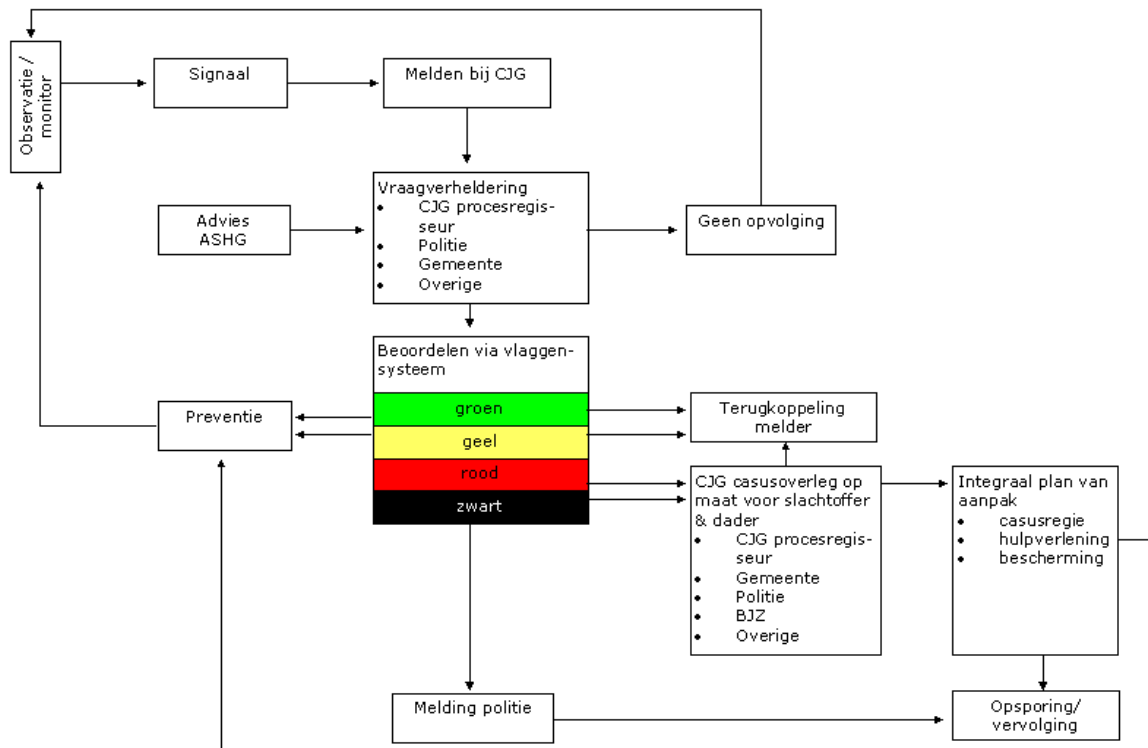 Observatie /
monitor
Signaal
Melden bij CJG
Vraagverheldering
• CJG procesregis-
seur
• Politie
• Gemeente
• Overige
Advies
ASHG
Geen opvolging
Beoordelen via vlaggen-
systeem
groen
geel
rood
zwart
Preventie
Terugkoppeling
melder
CJG casusoverleg op
maat voor slachtoffer
& dader
• CJG procesregis-
seur
• Gemeente
• Politie
• BJZ
• Overige
Integraal plan van
aanpak
• casusregie
• hulpverlening
• bescherming
Melding politie
Opsporing/
vervolging